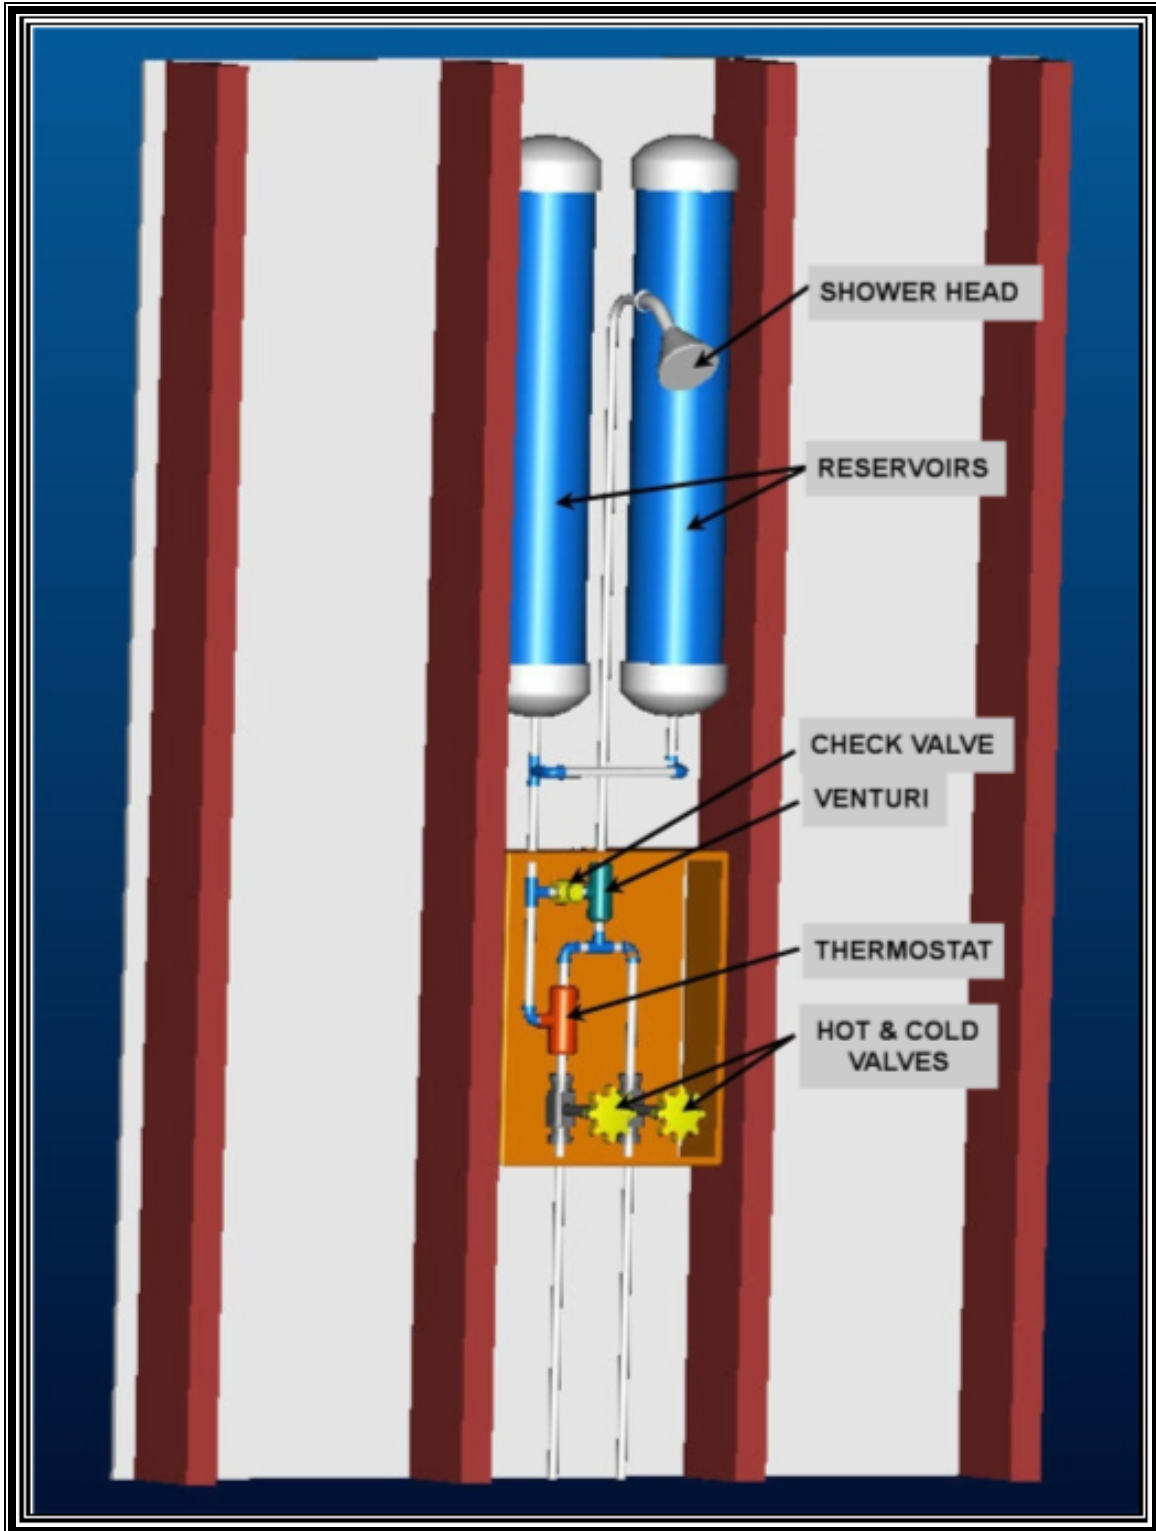 SHOWER HEAD
RESERVOIRS
CHECK VALVE
VENTURI
THERMOSTAT
HOT & COLD
VALVES